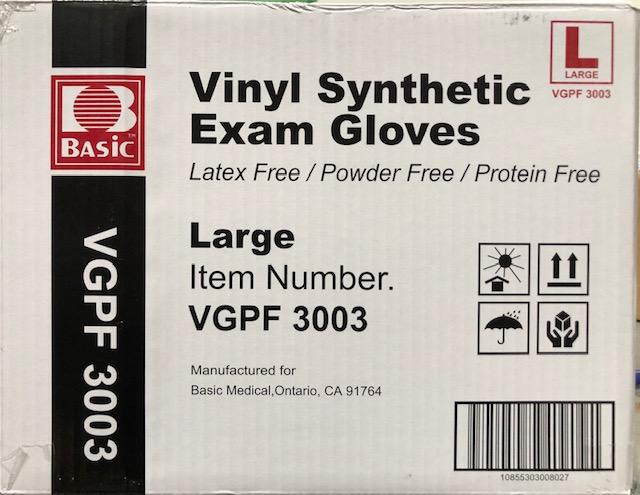 L
LARGE
VGPF 3003
Vinyl Synthetic
Exam Gloves
Latex Free / Powder Free / Protein Free
BASiC™
VGPF 3003
Large
Item Number.
VGPF 3003
Manufactured for
Basic Medical,Ontario, CA 91764
10855303008027